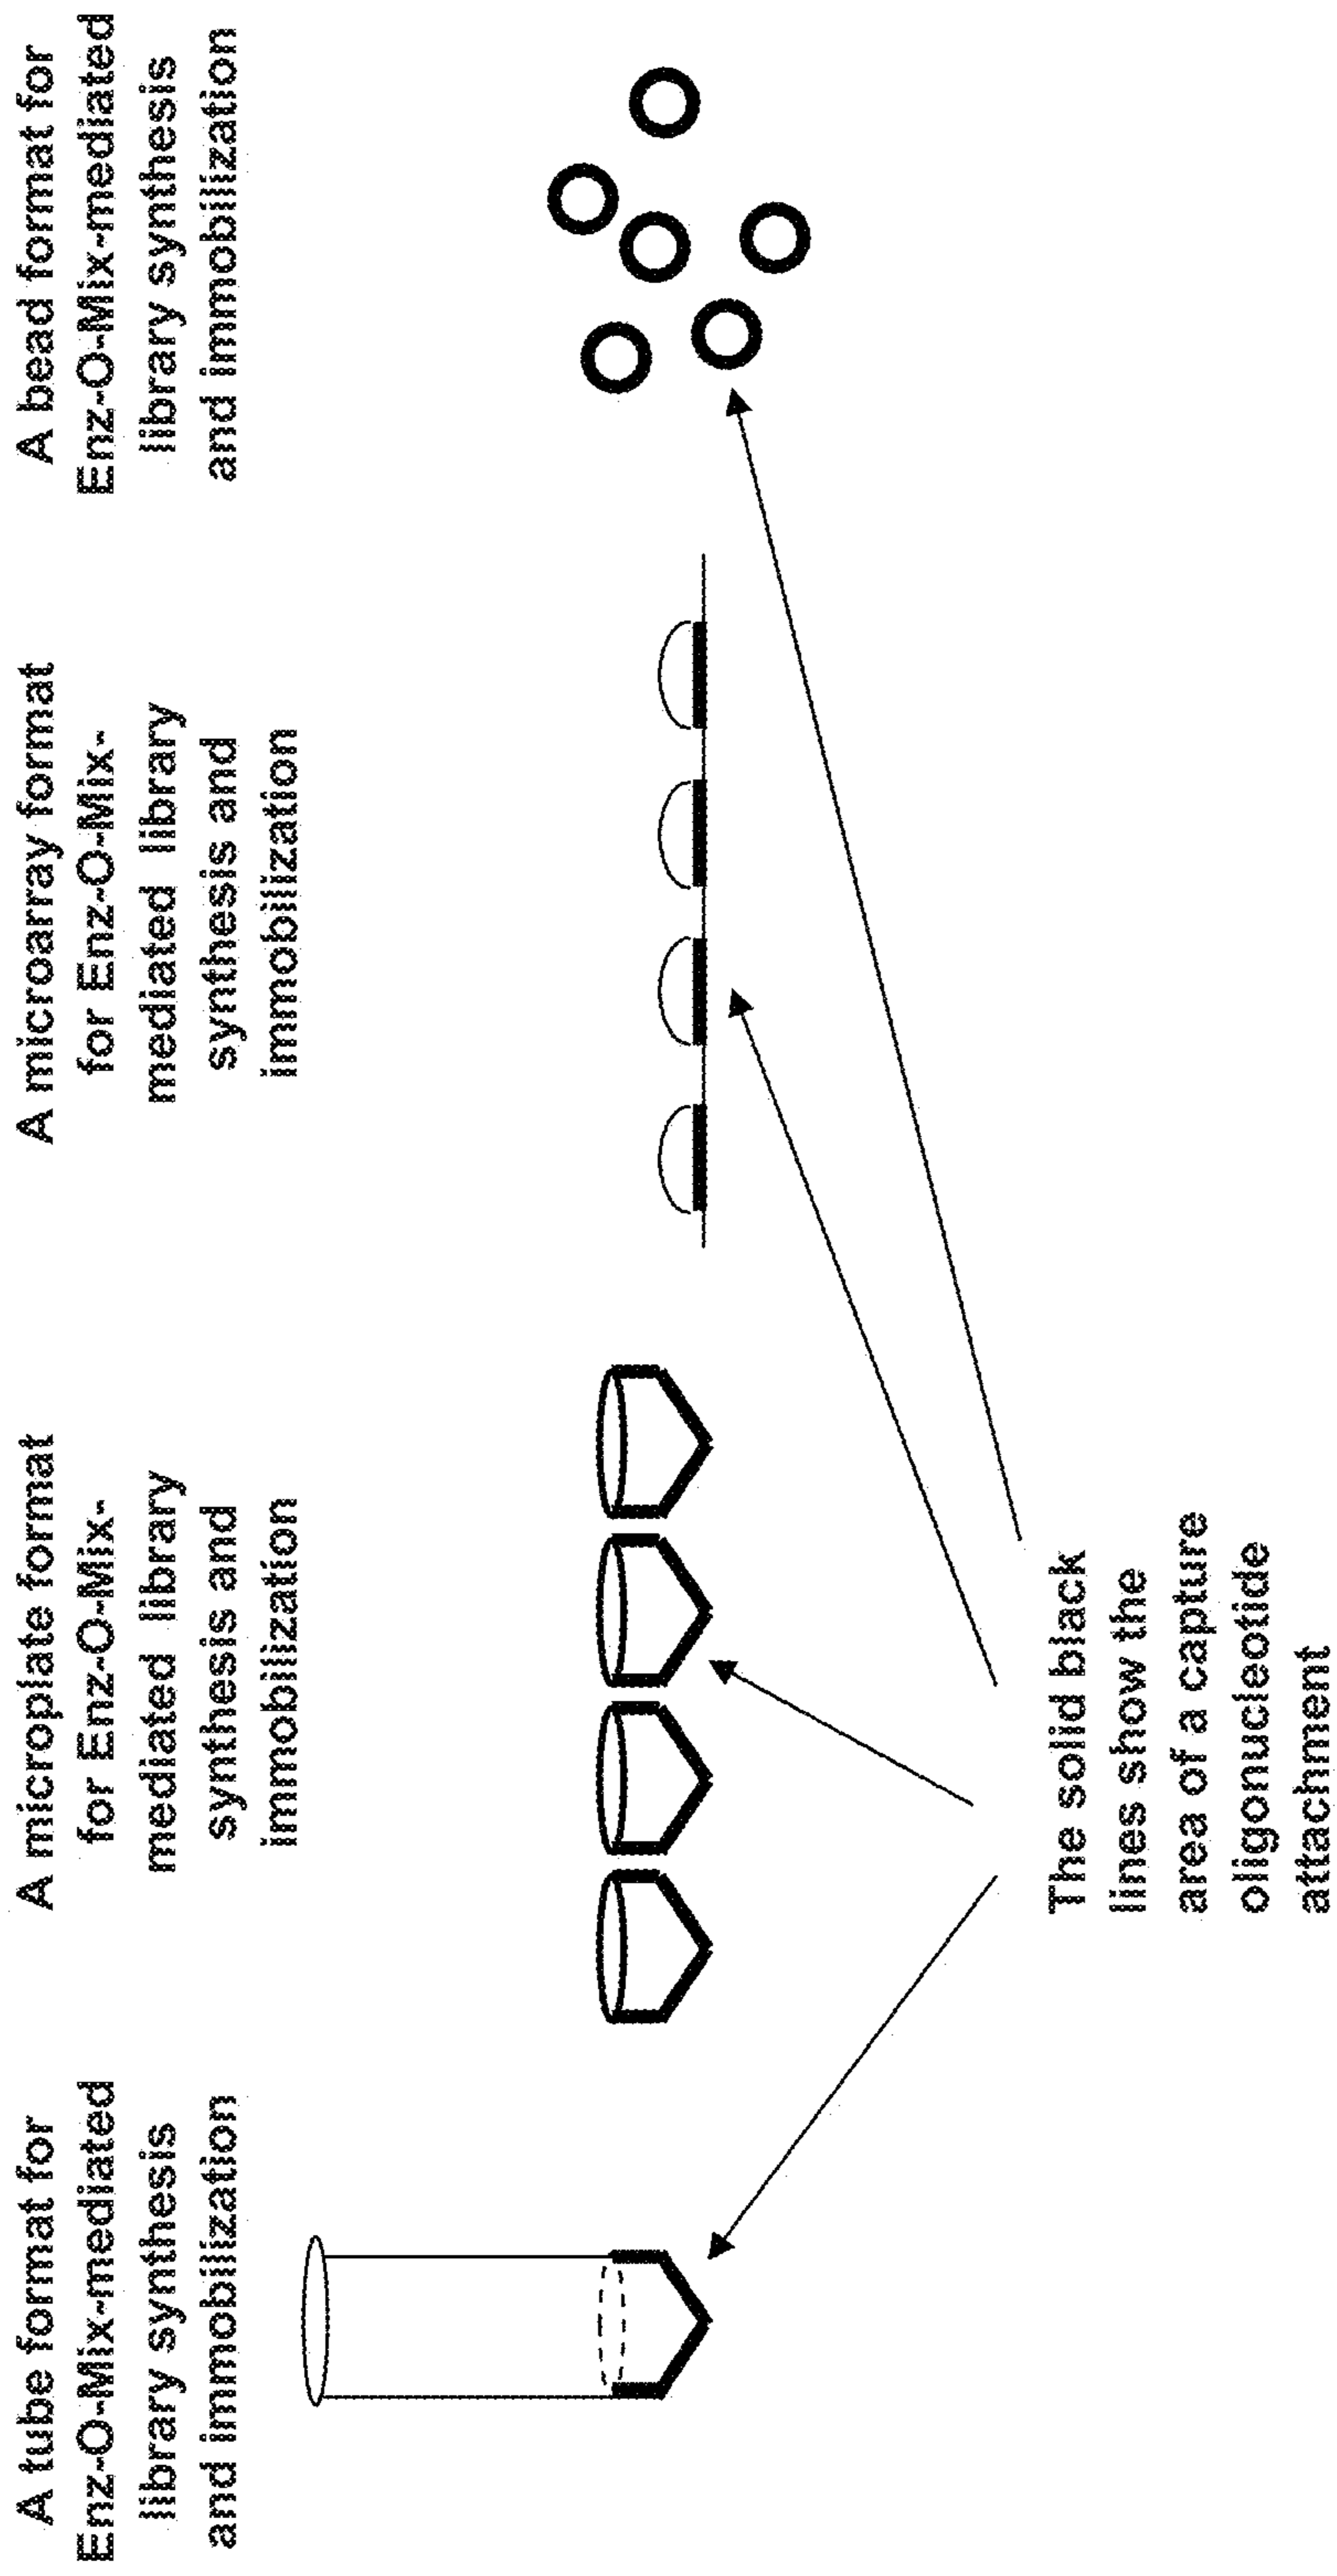 A tube format for
Enz-O-Mix-mediated
library synthesis
and immobilization
A microplate format
for Enz-O-Mix-
mediated library
synthesis and
immobilization
A microarray format
for Enz-O-Mix-
mediated library
synthesis and
immobilization
A bead format for
Enz-O-Mix-mediated
library synthesis
and immobilization
The solid black
lines show the
area of a capture
oligonucleotide
attachment